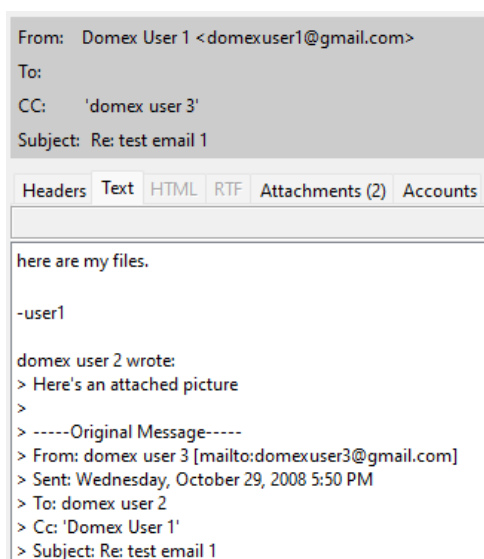 From: Domex User 1 <domexuser1@gmail.com>
To:
CC: 'domex user 3'
Subject: Re: test email 1
Headers Text HTML RTF Attachments (2) Accounts
here are my files.
-user1
domex user 2 wrote:
> Here's an attached picture
>
> -----Original Message-----
> From: domex user 3 [mailto:domexuser3@gmail.com]
> Sent: Wednesday, October 29, 2008 5:50 PM
> To: domex user 2
> Cc: 'Domex User 1'
> Subject: Re: test email 1